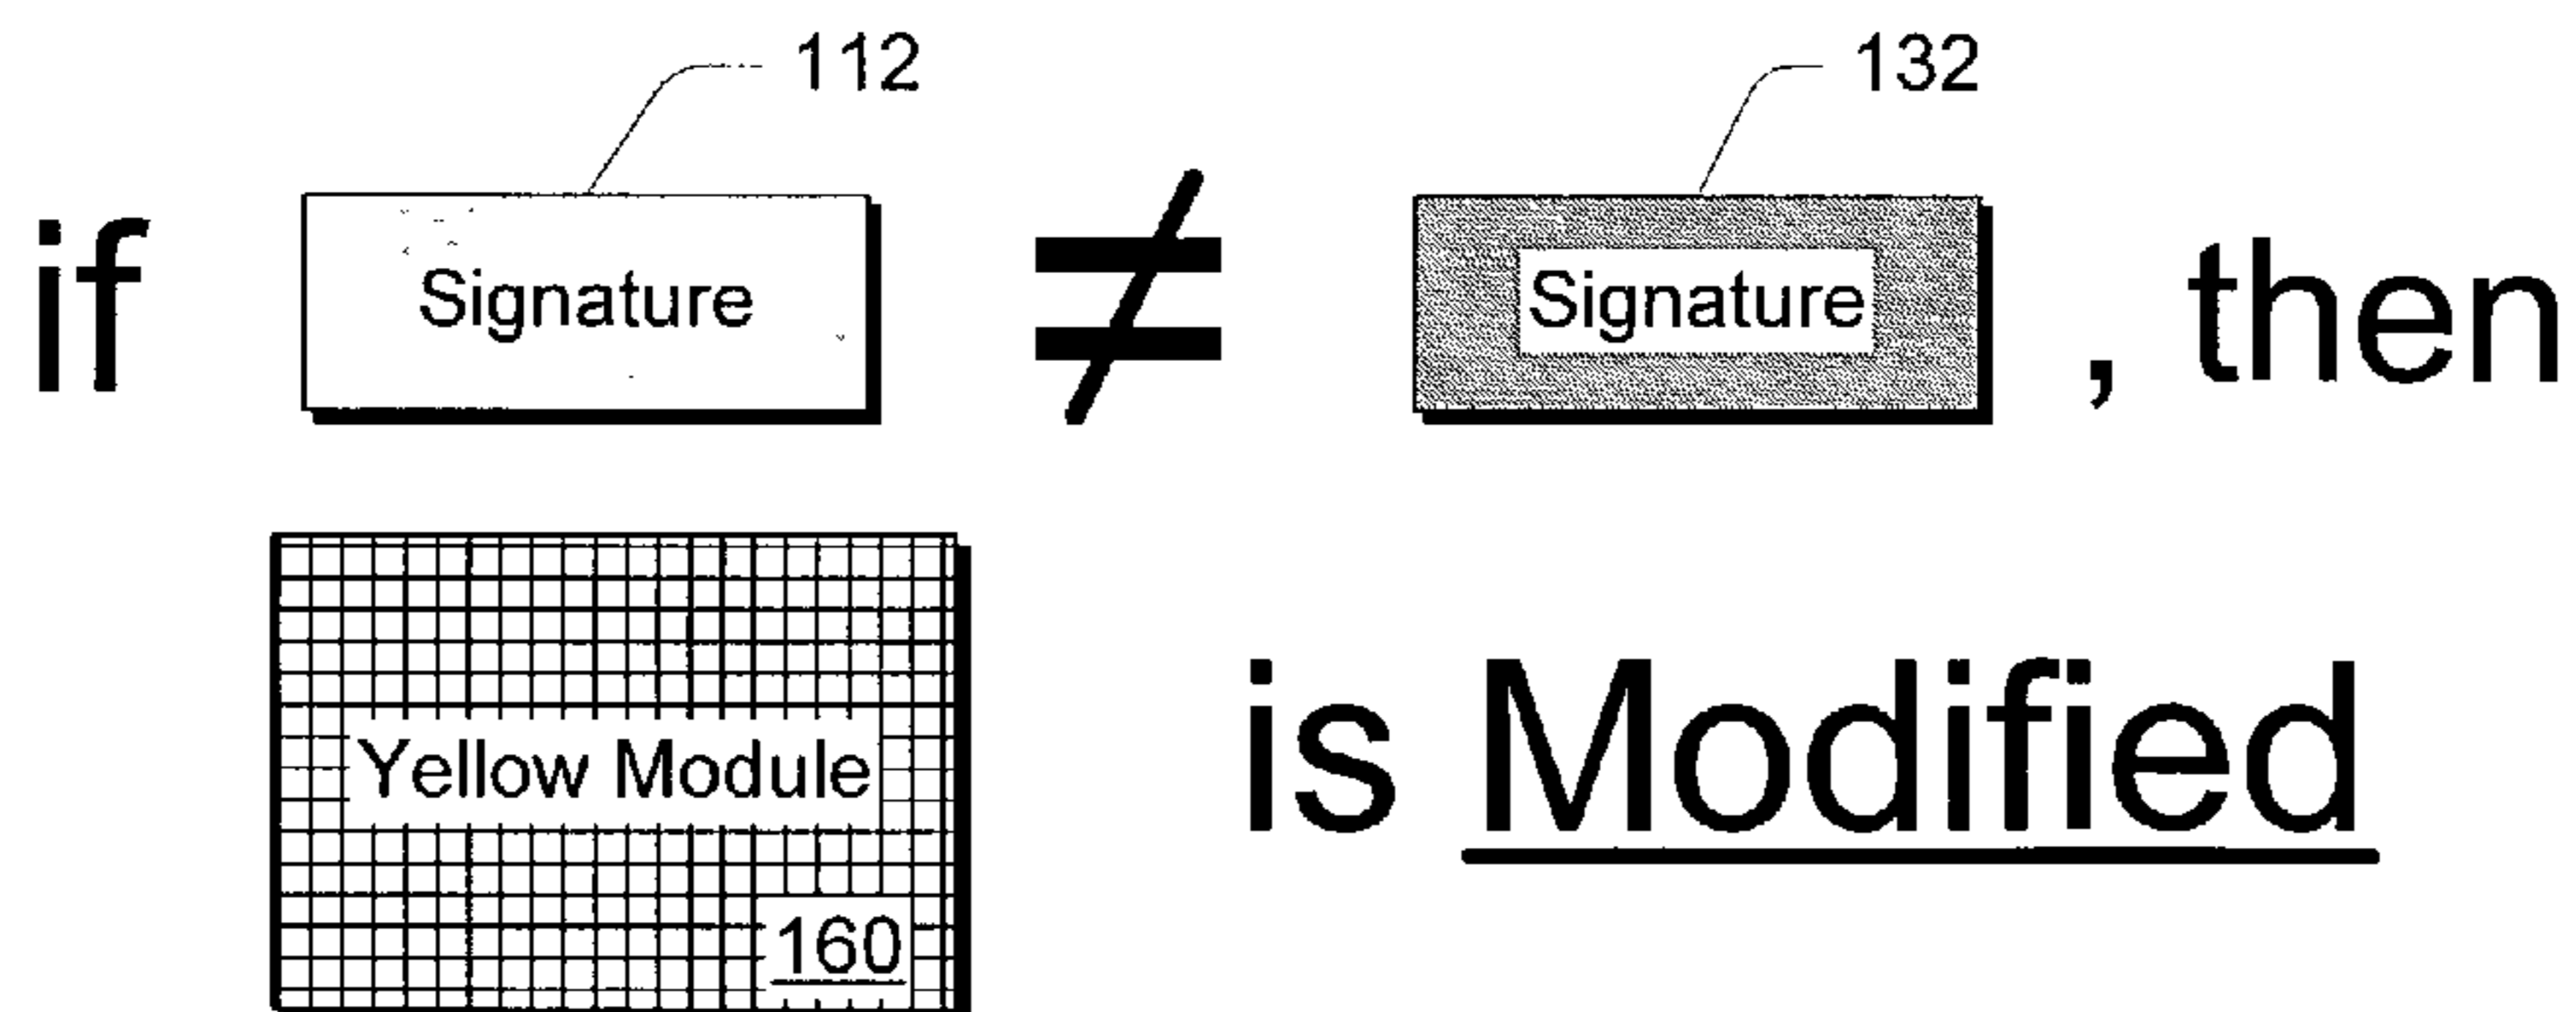 112 132
if Signature ≠ Signature , then
Yellow Module is Modified
160